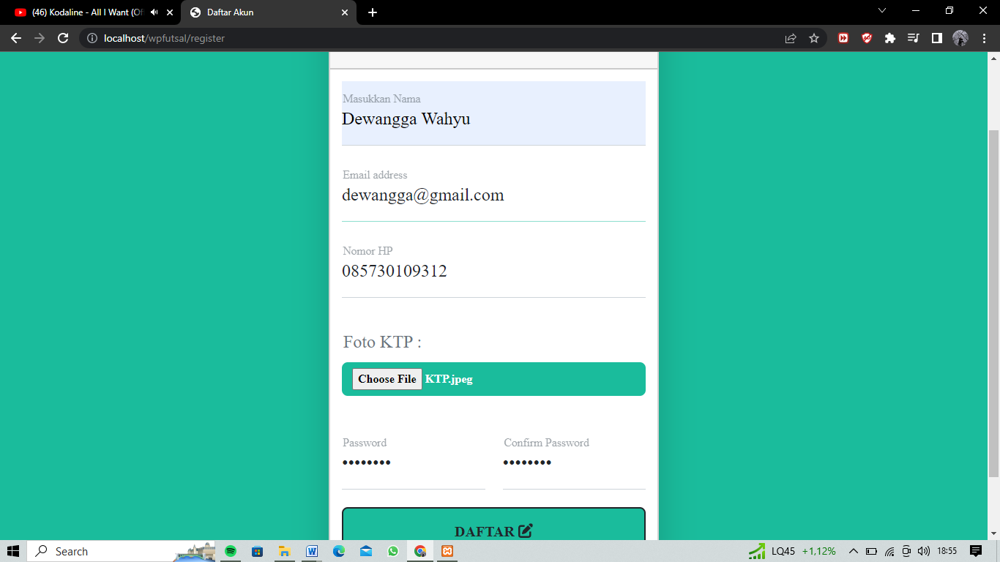 (46) Kodaline - All I Want (Of
Daftar Akun
localhost/wpfutsal/register
Masukkan Nama
Dewangga Wahyu
Email address
dewangga@gmail.com
Nomor HP
085730109312
Foto KTP :
Choose File KTP.jpeg
Password Confirm Password
•••••••• ••••••••
DAFTAR
Search
LQ45 +1,12%
18:55